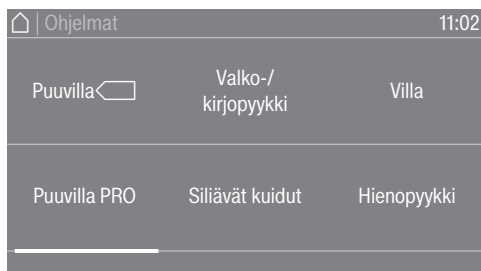 Ohjelmat 11:02
Puuvilla
Valko-/
kirjopyykki
Villa
Puuvilla PRO
Siliävät kuidut
Hienopyykki